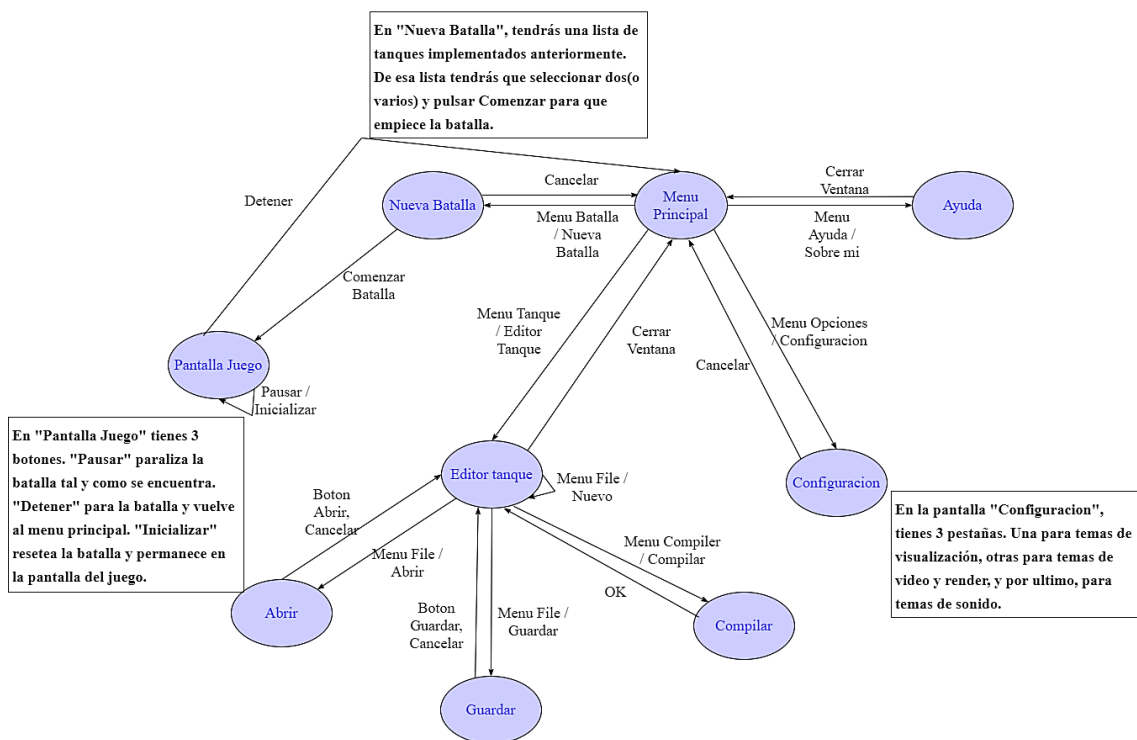 En "Nueva Batalla", tendrás una lista de
tanques implementados anteriormente.
De esa lista tendrás que seleccionar dos(o
varios) y pulsar Comenzar para que
empiece la batalla.
Detener
Nueva Batalla
Cancelar
Menu
Principal
Cerrar
Ventana
Ayuda
Menu Batalla
/ Nueva
Batalla
Menu
Ayuda /
Sobre mi
Comenzar
Batalla
Menu Tanque
/ Editor
Tanque
Cerrar
Ventana
Menu Opciones
/ Configuracion
Cancelar
Pantalla Juego
Pausar /
Inicializar
En "Pantalla Juego" tienes 3
botones. "Pausar" paraliza la
batalla tal y como se encuentra.
"Detener" para la batalla y vuelve
al menu principal. "Inicializar"
resetea la batalla y permanece en
la pantalla del juego.
Editor tanque
Menu File /
Nuevo
Configuracion
En la pantalla "Configuracion",
tienes 3 pestañas. Una para temas de
visualización, otras para temas de
video y render, y por ultimo, para
temas de sonido.
Boton
Abrir,
Cancelar
Menu File /
Abrir
Menu Compiler
/ Compilar
OK
Abrir
Boton
Guardar,
Cancelar
Menu File /
Guardar
Compilar
Guardar